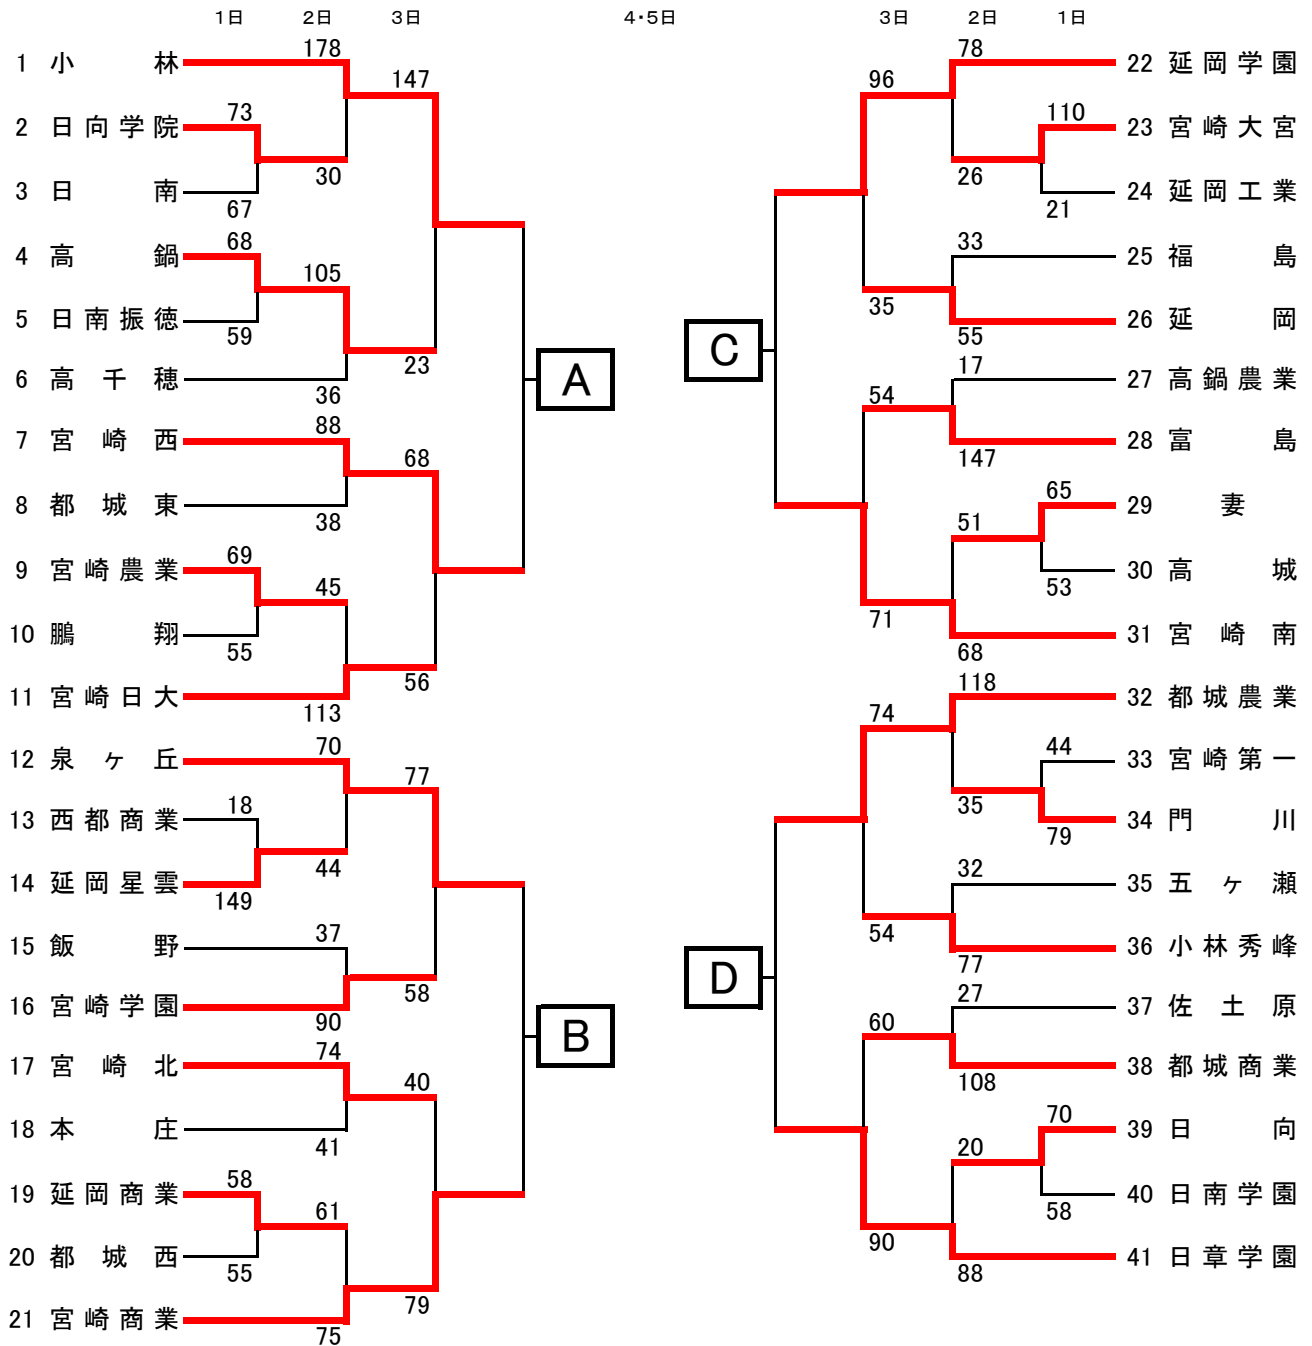 1日 2日 3日 4・5日 3日 2日 1日
178
1 小林
147
73
2 日向学院
30
3 日南
67
68
4 高鍋
105
5 日南振徳
59
23
6 高千穂
36
A
88
7 宮崎西
68
8 都城東
38
69
9 宮崎農業
45
10 鵬翔
55
56
11 宮崎日大
113
70
12 泉ヶ丘
77
18
13 西都商業
44
14 延岡星雲
149
37
15 飯野
58
16 宮崎学園
90
B
74
17 宮崎北
40
18 本庄
41
58
19 延岡商業
61
20 都城西
55
79
21 宮崎商業
75
78
22 延岡学園
96
110
23 宮崎大宮
26
24 延岡工業
21
33
25 福島
35
26 延岡
55
C
17
27 高鍋農業
54
28 富島
147
65
29 妻
51
30 高城
53
71
31 宮崎南
68
118
32 都城農業
74
44
33 宮崎第一
35
34 門川
79
32
35 五ヶ瀬
54
36 小林秀峰
77
D
27
37 佐土原
60
38 都城商業
108
70
39 日向
20
40 日南学園
58
90
41 日章学園
88